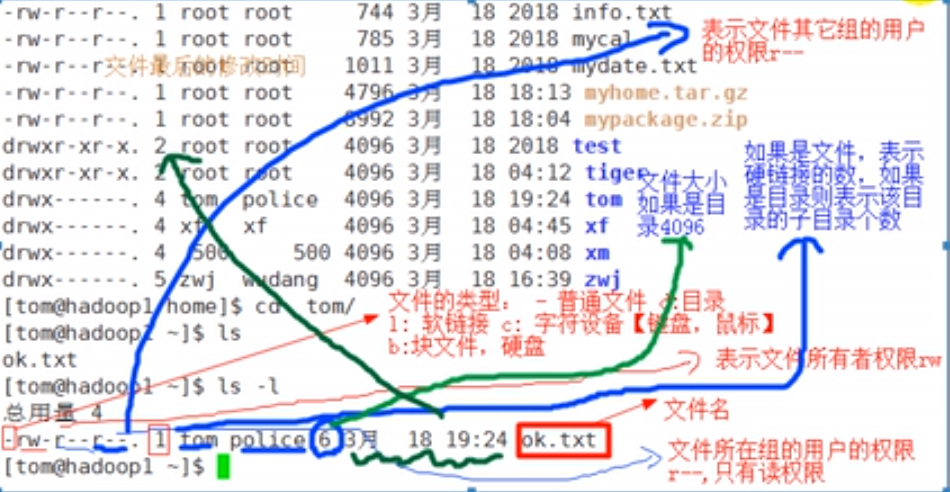 -rw-r--r--. 1 root root 744 3月 18 2018 info.txt
表示文件其它组的用户
的权限r--
-rw-r--r--. 1 root root 785 3月 18 2018 mycal
-rw-r--r--. 1 root root 1011 3月 18 2018 mydate.txt
文件最后的修改时间
-rw-r--r--. 1 root root 4796 3月 18 18:13 myhome.tar.gz
-rw-r--r--. 1 root root 8992 3月 18 18:04 mypackage.zip
drwxr-xr-x. 2 root root 4096 3月 18 2018 test
drwxr-xr-x. 2 root root 4096 3月 18 04:12 tiger
drwx------. 4 tom police 4096 3月 18 19:24 tom
drwx------. 4 xf xf 4096 3月 18 04:45 xf
drwx------. 4 500 500 4096 3月 18 04:08 xm
drwx------. 5 zwj wudang 4096 3月 18 16:39 zwj
文件大小
如果是目
录4096
如果是文件，表示
硬链接的数，如果
是目录则表示该目
录的子目录个数
[tom@hadoop1 home]$ cd tom/
[tom@hadoop1 ~]$ ls
ok.txt
[tom@hadoop1 ~]$ ls -l
总用量 4
文件的类型： - 普通文件 d:目录
l: 软链接 c: 字符设备【键盘，鼠标】
b:块文件，硬盘
表示文件所有者权限rw
文件名
-rw-r--r--. 1 tom police 6 3月 18 19:24 ok.txt
[tom@hadoop1 ~]$
文件所在组的用户的权限
r--,只有读权限